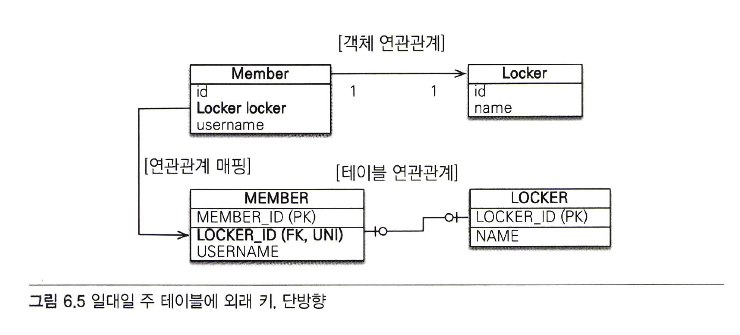 [객체 연관관계]
Member
Locker
id
Locker locker
username
1
1
id
name
[연관관계 매핑]
[테이블 연관관계]
MEMBER
MEMBER_ID (PK)
LOCKER_ID (FK, UNI)
USERNAME
LOCKER
LOCKER_ID (PK)
NAME
그림 6.5 일대일 주 테이블에 외래 키, 단방향